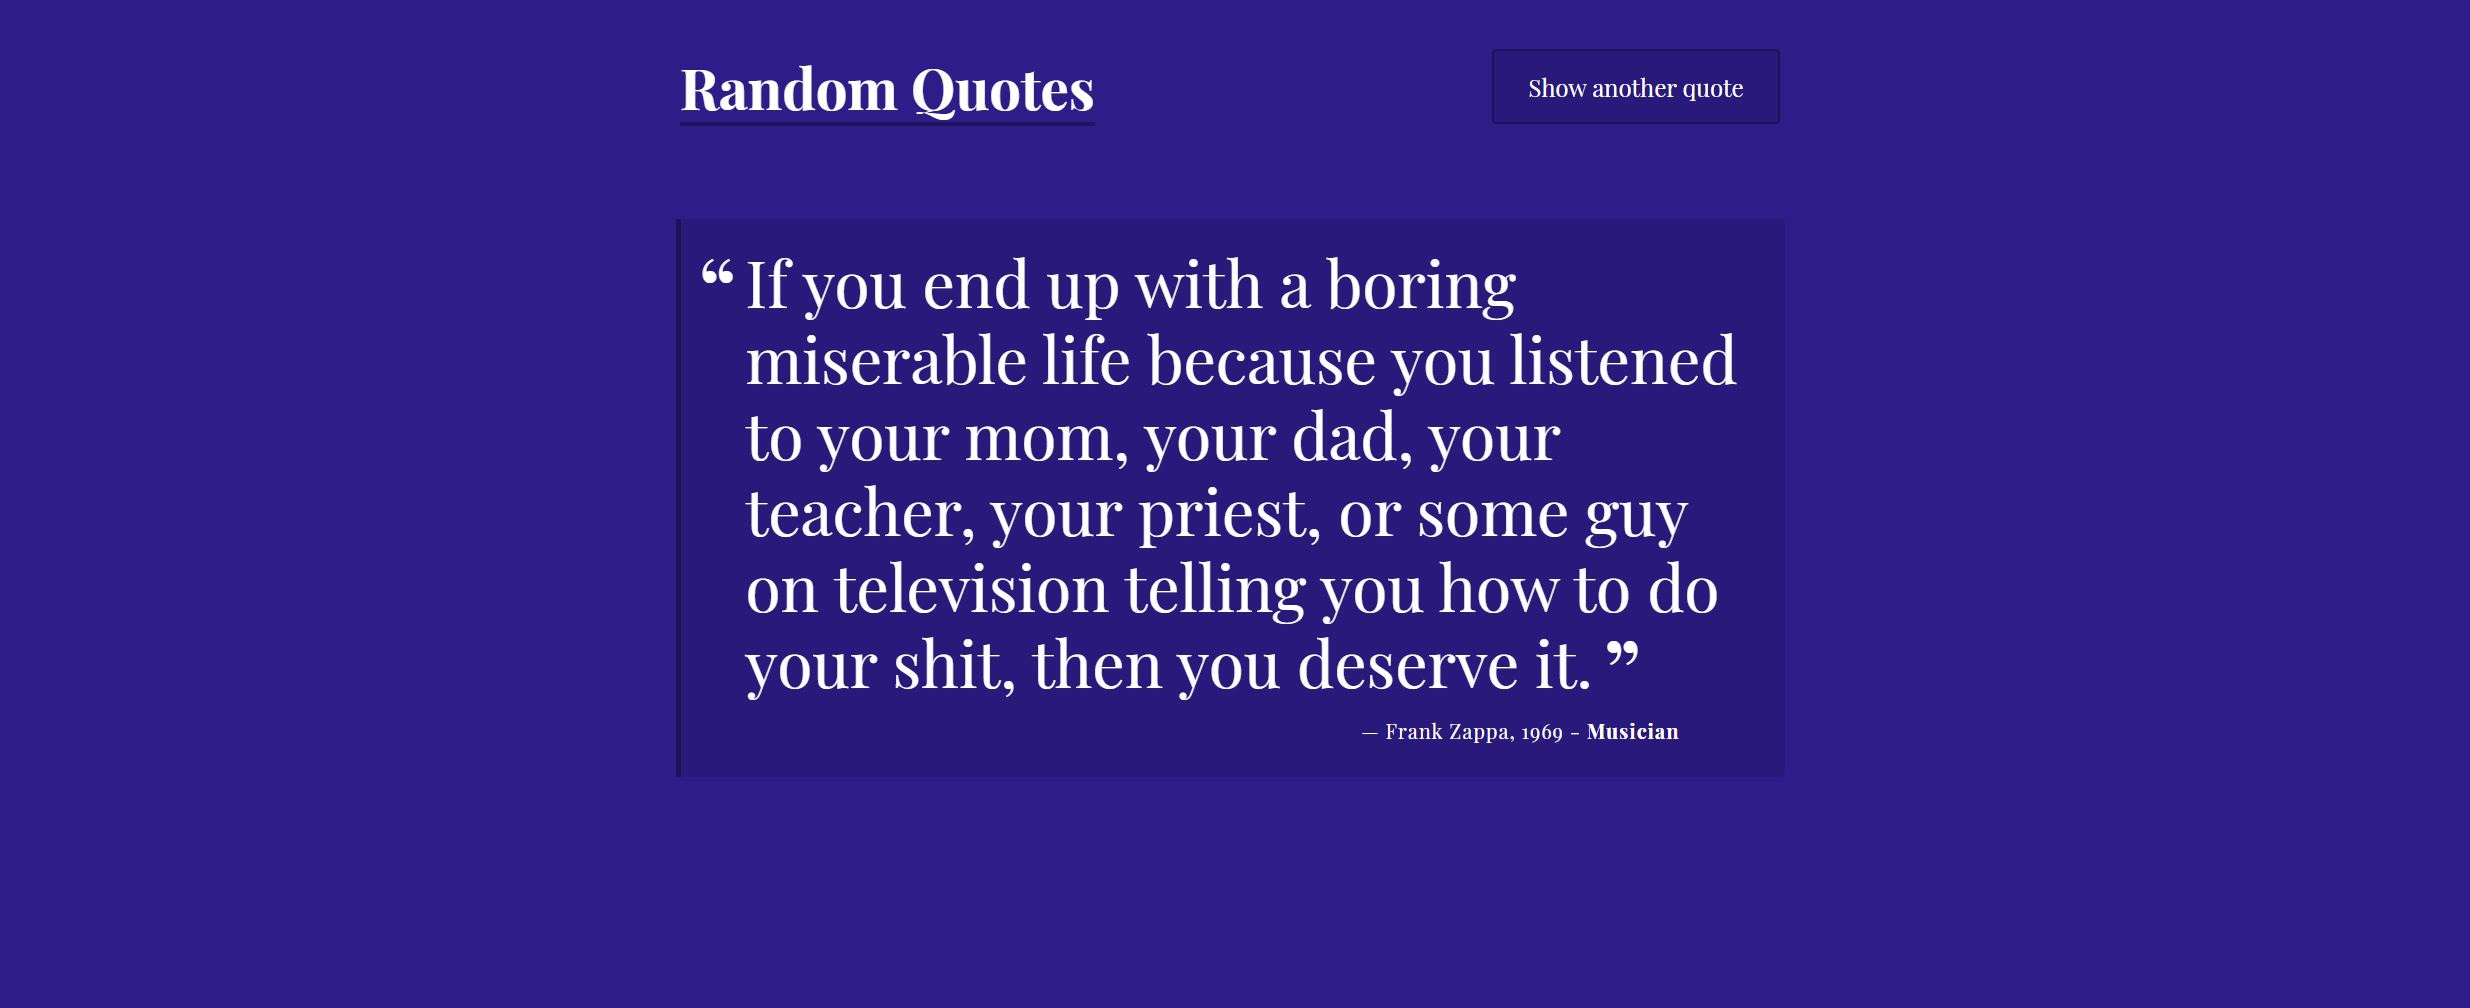 Random Quotes
Show another quote
“ If you end up with a boring
miserable life because you listened
to your mom, your dad, your
teacher, your priest, or some guy
on television telling you how to do
your shit, then you deserve it. ”
— Frank Zappa, 1969 - Musician